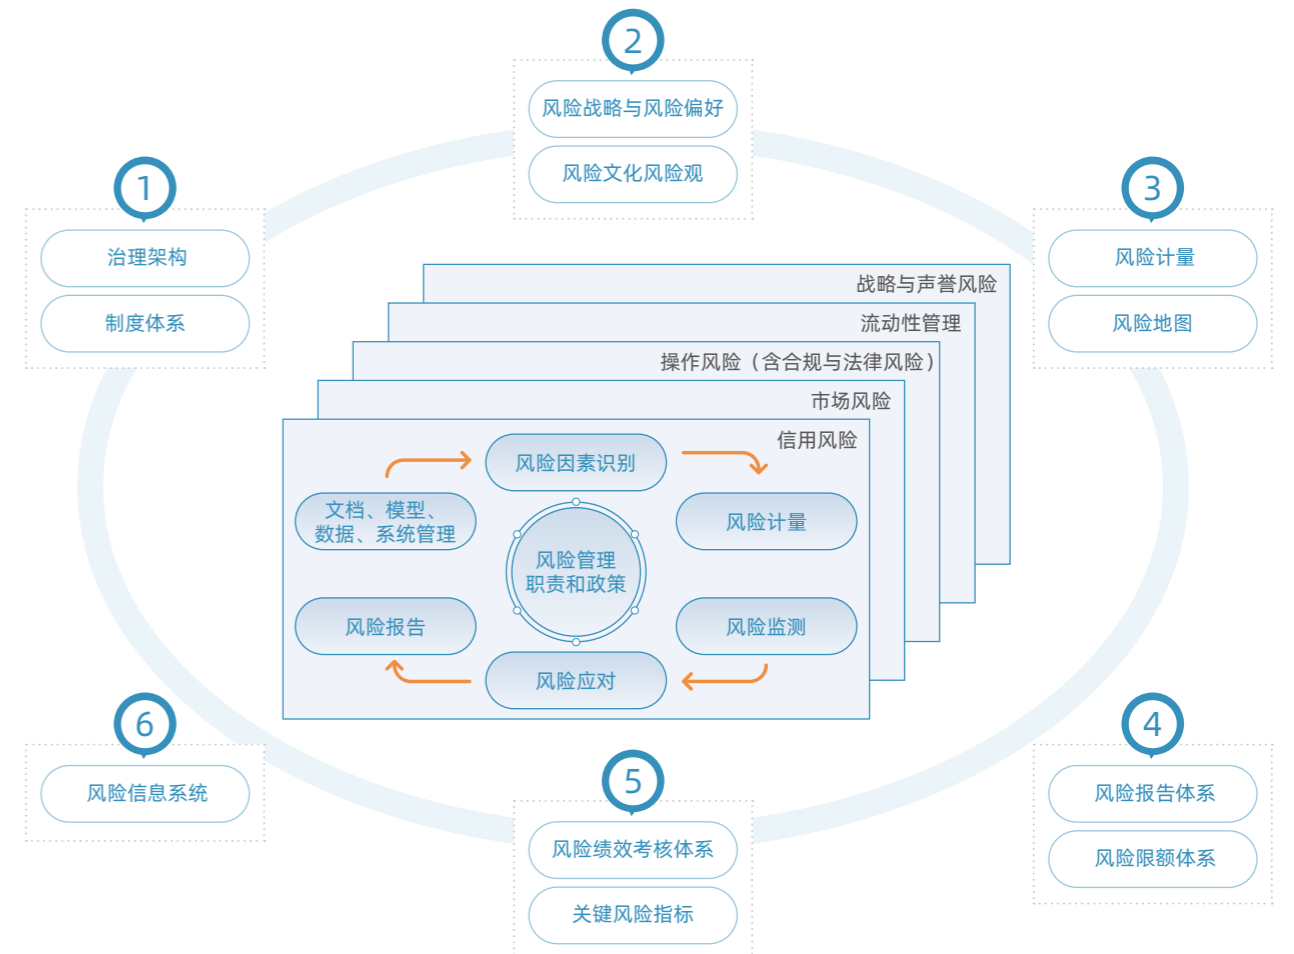 2
风险战略与风险偏好
风险文化风险观
1
治理架构
制度体系
3
风险计量
风险地图
战略与声誉风险
流动性管理
操作风险（含合规与法律风险）
市场风险
信用风险
风险因素识别
文档、模型、
数据、系统管理
风险计量
风险管理
职责和政策
风险报告
风险监测
风险应对
6
风险信息系统
5
风险绩效考核体系
关键风险指标
4
风险报告体系
风险限额体系